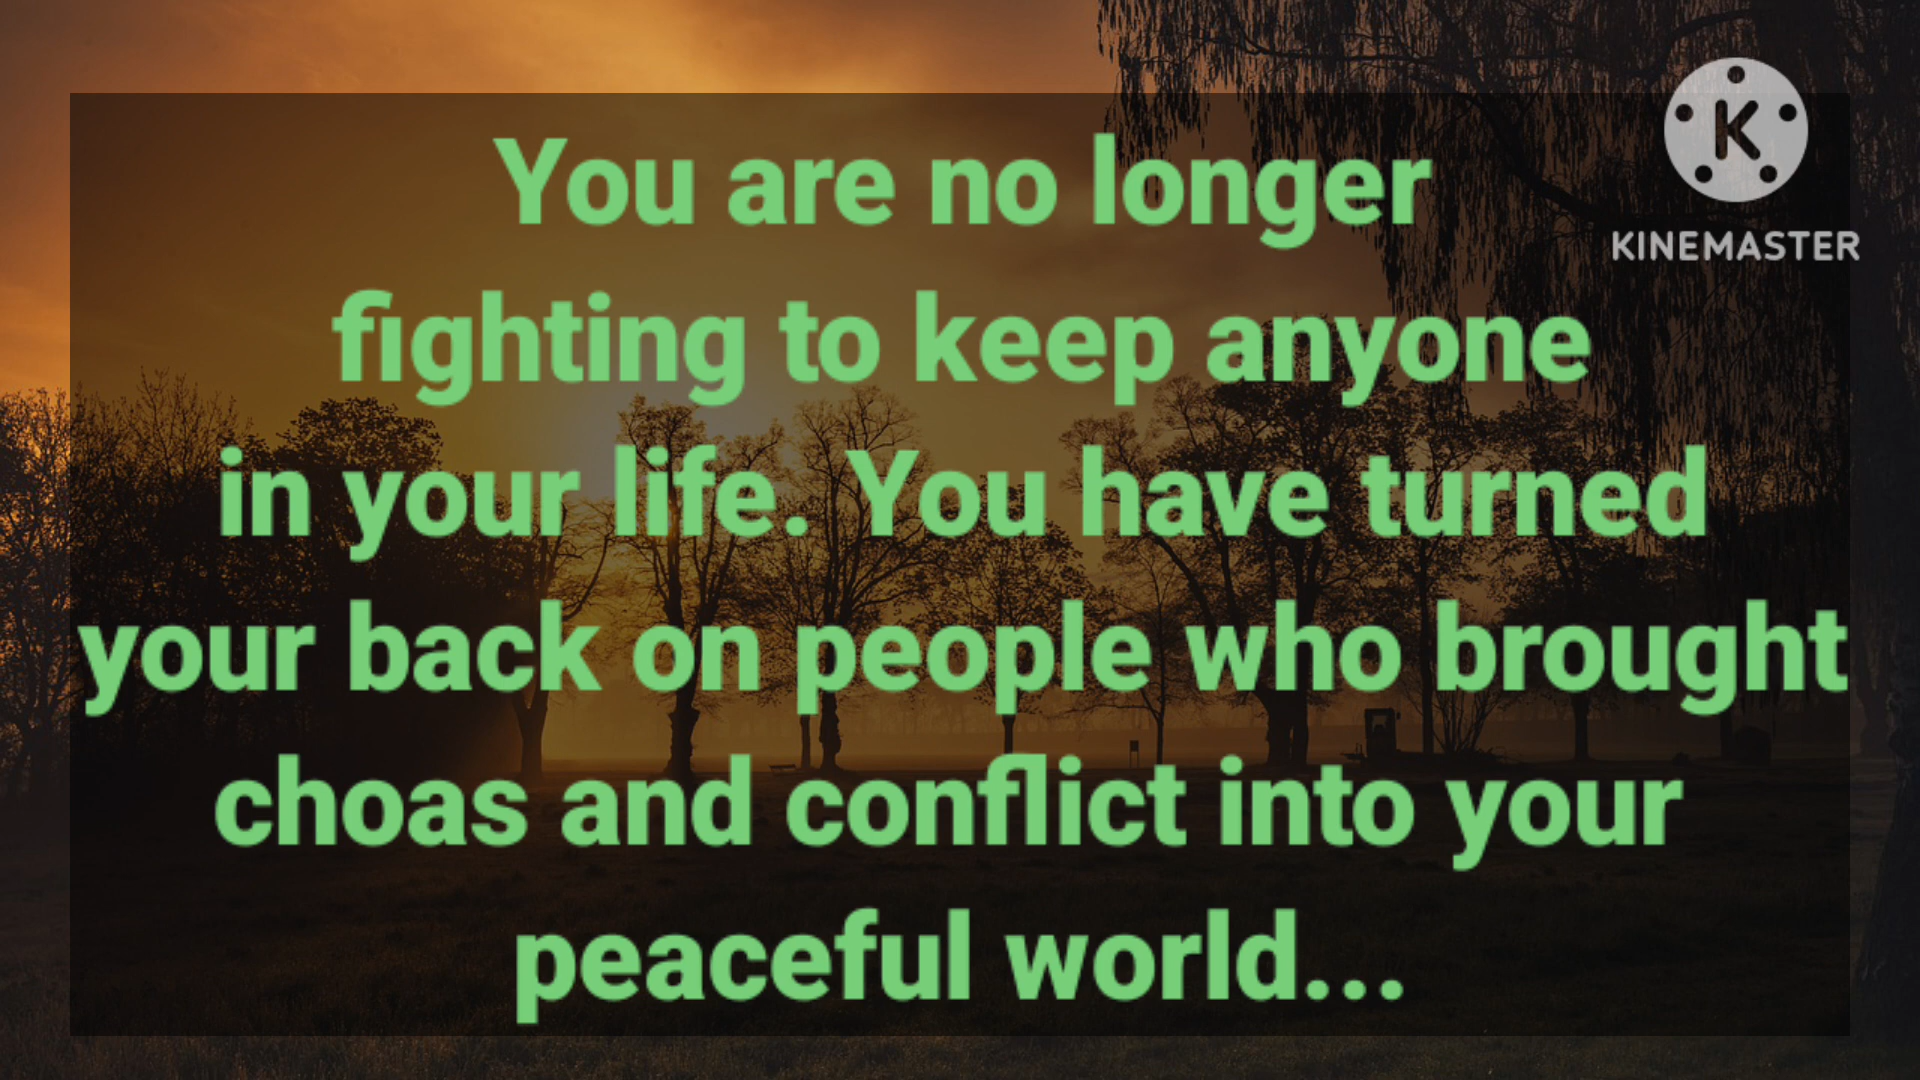 You are no longer
fighting to keep anyone
in your life. You have turned
your back on people who brought
choas and conflict into your
peaceful world...
K
KINEMASTER